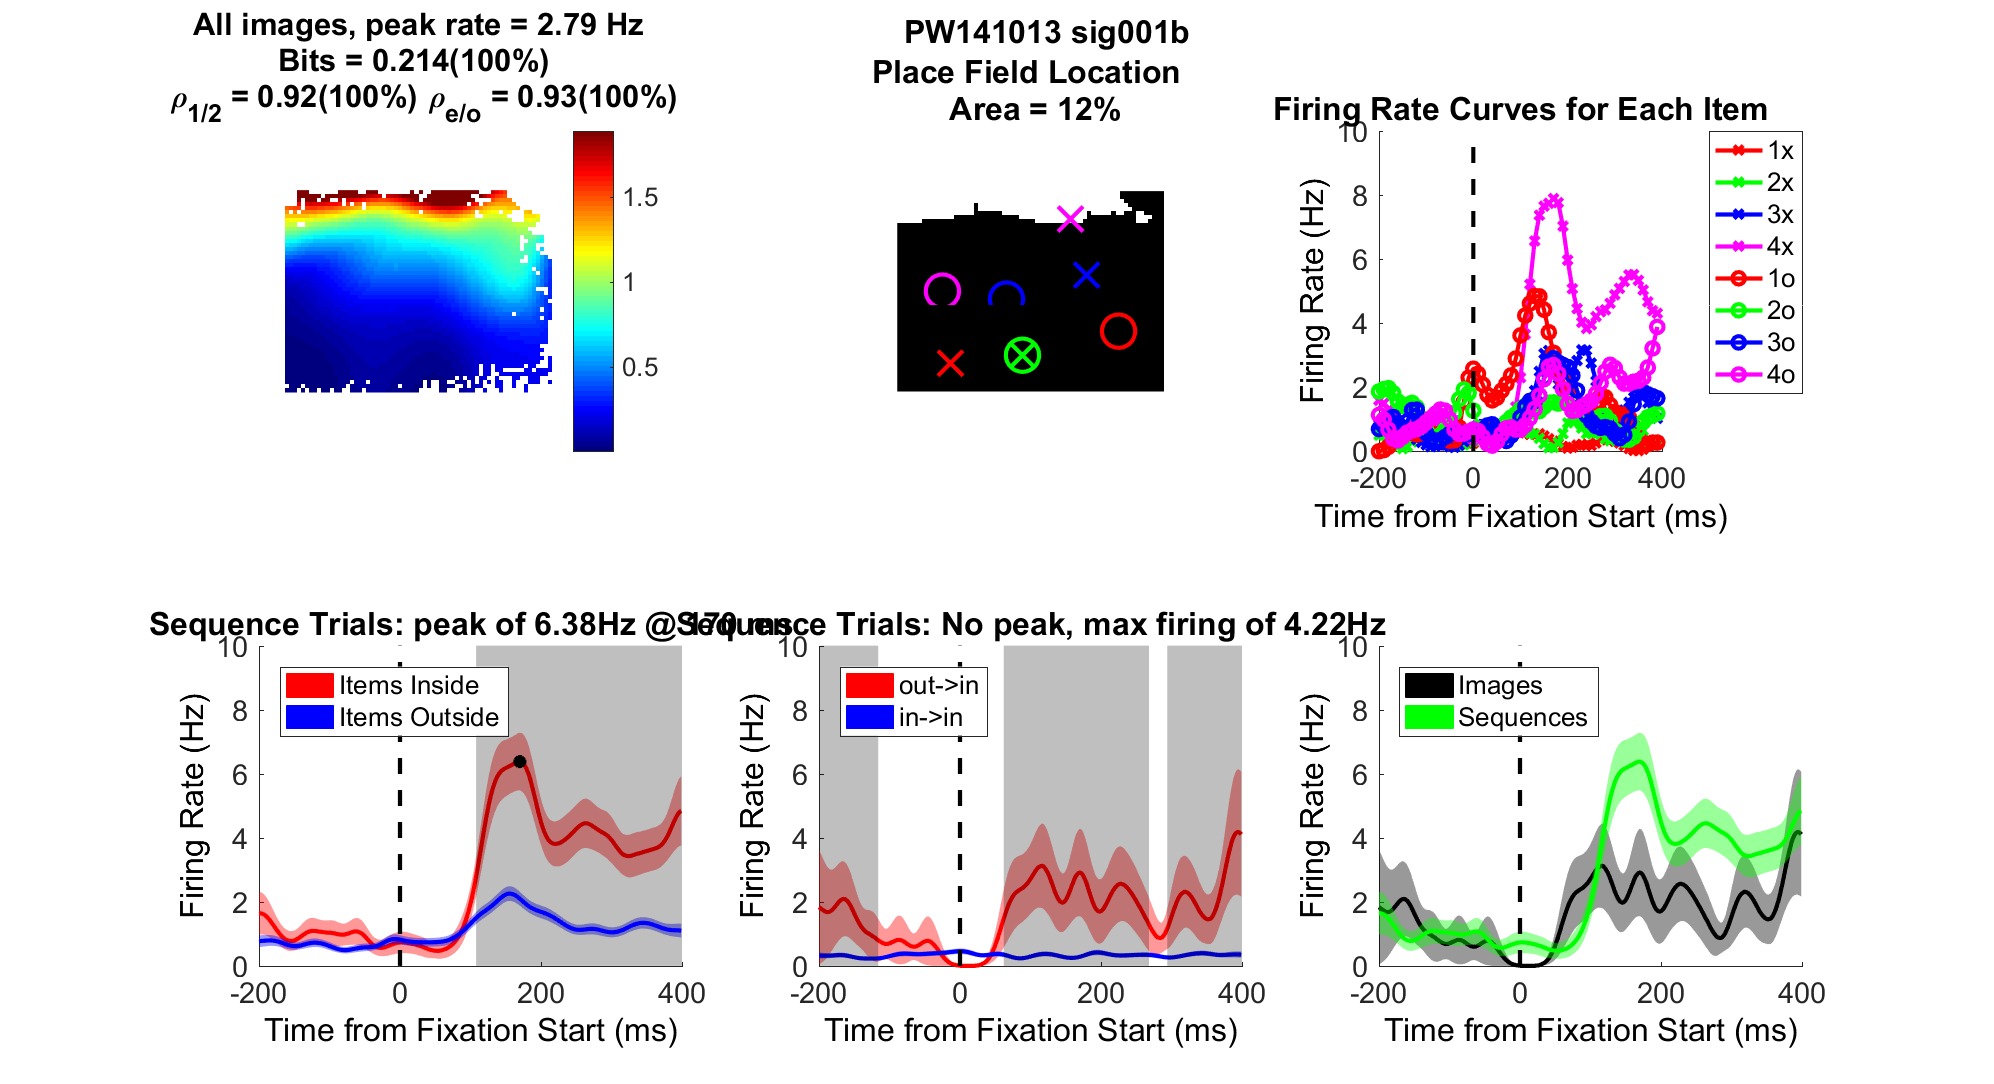 All images, peak rate = 2.79 Hz
Bits = 0.214(100%)
ρ1/2 = 0.92(100%) ρe/o = 0.93(100%)
1.5
1
0.5
PW141013 sig001b
Place Field Location
Area = 12%
Firing Rate Curves for Each Item
10
8
6
4
2
0
Firing Rate (Hz)
-200 0 200 400
Time from Fixation Start (ms)
1x
2x
3x
4x
1o
2o
3o
4o
Sequence Trials: peak of 6.38Hz @ 170 ms
10
8
6
4
2
0
Firing Rate (Hz)
Items Inside
Items Outside
-200 0 200 400
Time from Fixation Start (ms)
Sequence Trials: No peak, max firing of 4.22Hz
10
8
6
4
2
0
Firing Rate (Hz)
out->in
in->in
-200 0 200 400
Time from Fixation Start (ms)
10
8
6
4
2
0
Firing Rate (Hz)
Images
Sequences
-200 0 200 400
Time from Fixation Start (ms)